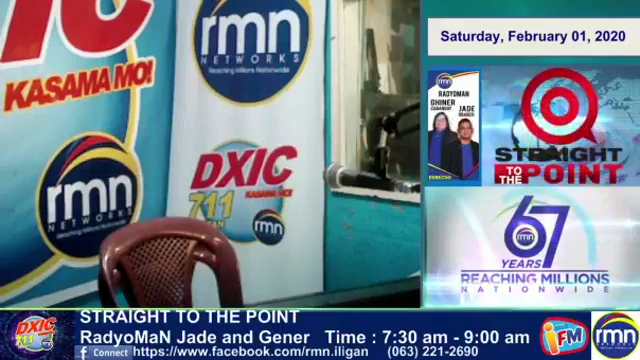 IC
KASAMA MO!
rmn
NETWORKS
Reaching Millions Nationwide
rmn
NETWORKS
Reaching Millions Nationwide
DXIC
KASAMA MO!
711
rmn
Saturday, February 01, 2020
rmn
RADYOMAN
GHINER
CABANOS
JADE
STRAIGHT
TO THE POINT
67
rmn
YEARS
REACHING MILLIONS
NATIONWIDE
DXIC
711
STRAIGHT TO THE POINT
RadyoMaN Jade and Gener Time : 7:30 am - 9:00 am
f Connect https://www.facebook.com/rmn.iligan (063) 221-2690
iFM
rmn